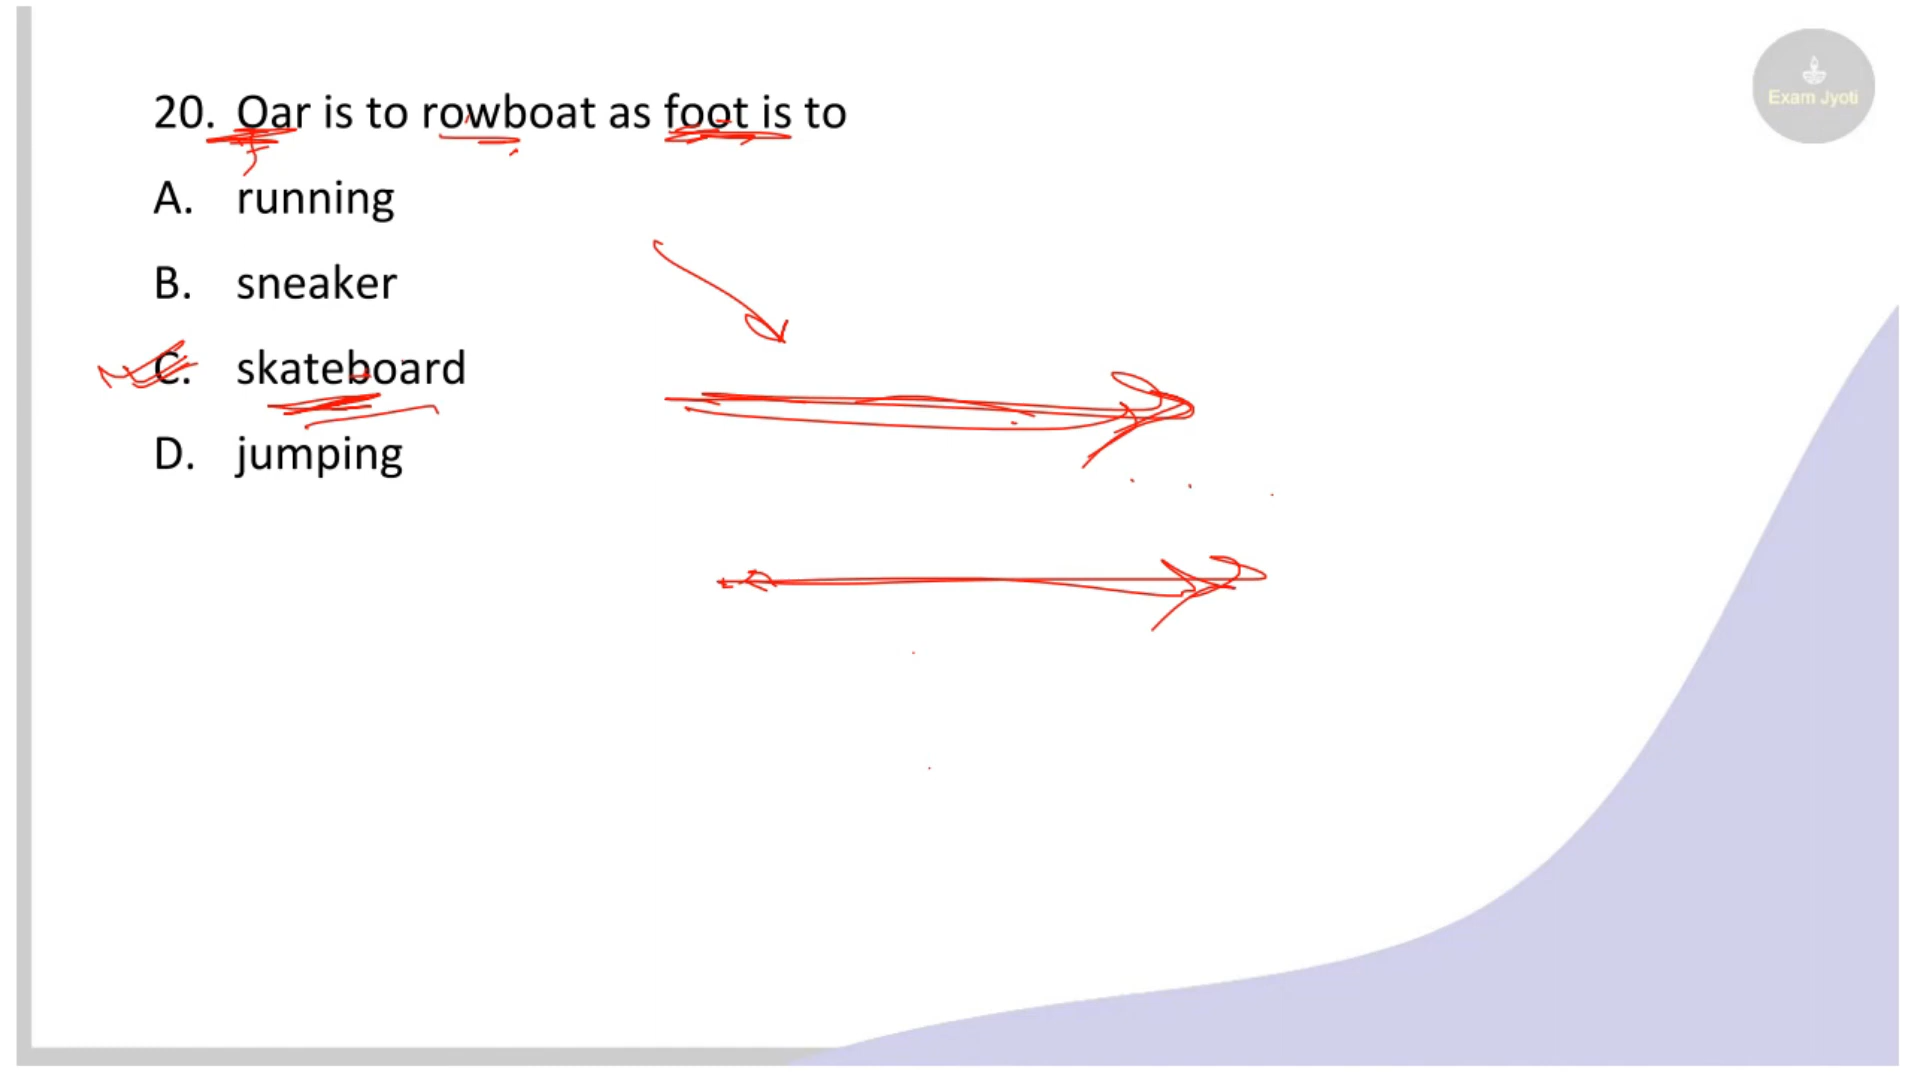 20. Oar is to rowboat as foot is to
A. running
B. sneaker
C. skateboard
D. jumping
Exam Jyoti